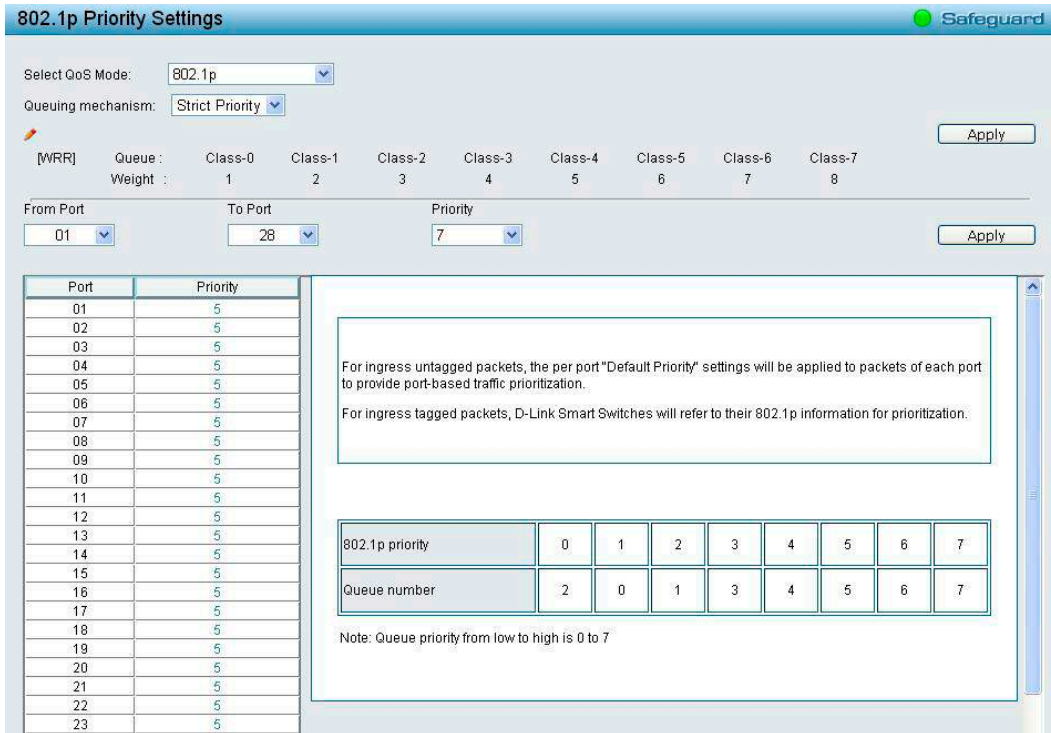 802.1p Priority Settings
Safeguard
Select QoS Mode: 802.1p
Queuing mechanism: Strict Priority
Apply
[WRR] Queue : Class-0 Class-1 Class-2 Class-3 Class-4 Class-5 Class-6 Class-7
Weight : 1 2 3 4 5 6 7 8
From Port To Port Priority
01 28 7
Apply
Port Priority
01 5
02 5
03 5
04 5
05 5
06 5
07 5
08 5
09 5
10 5
11 5
12 5
13 5
14 5
15 5
16 5
17 5
18 5
19 5
20 5
21 5
22 5
23 5
For ingress untagged packets, the per port "Default Priority" settings will be applied to packets of each port
to provide port-based traffic prioritization.
For ingress tagged packets, D-Link Smart Switches will refer to their 802.1p information for prioritization.
802.1p priority 0 1 2 3 4 5 6 7
Queue number 2 0 1 3 4 5 6 7
Note: Queue priority from low to high is 0 to 7